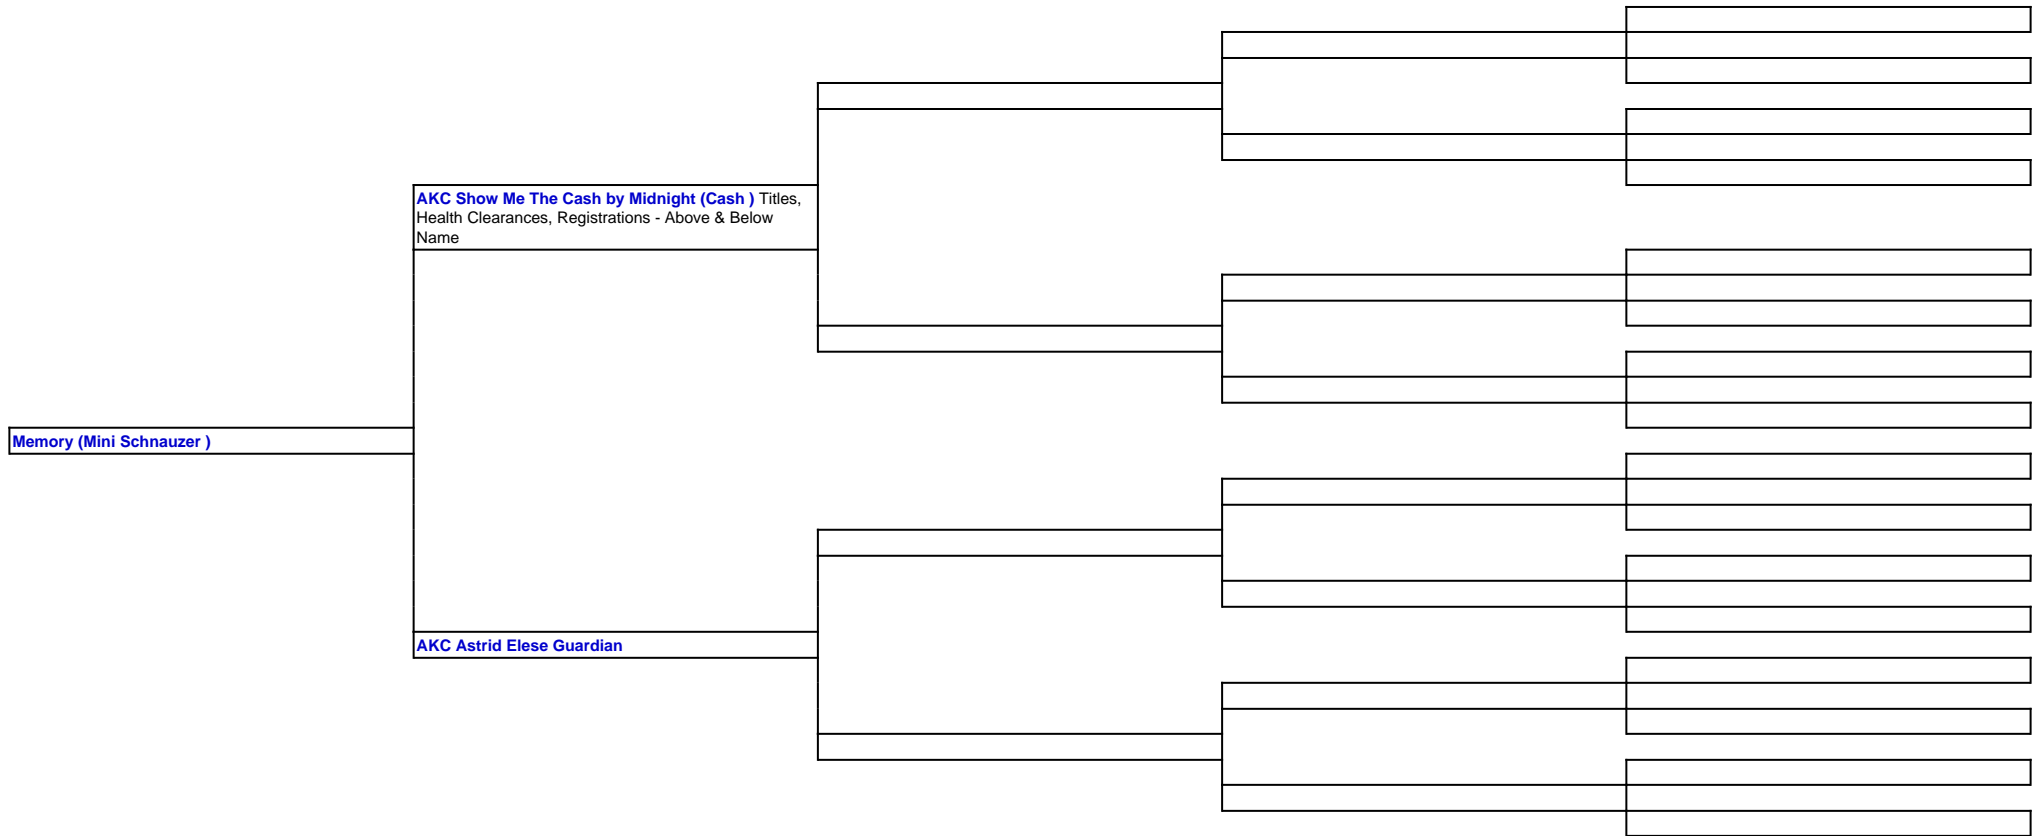 AKC Show Me The Cash by Midnight (Cash ) Titles,
Health Clearances, Registrations - Above & Below
Name
Memory (Mini Schnauzer )
AKC Astrid Elese Guardian